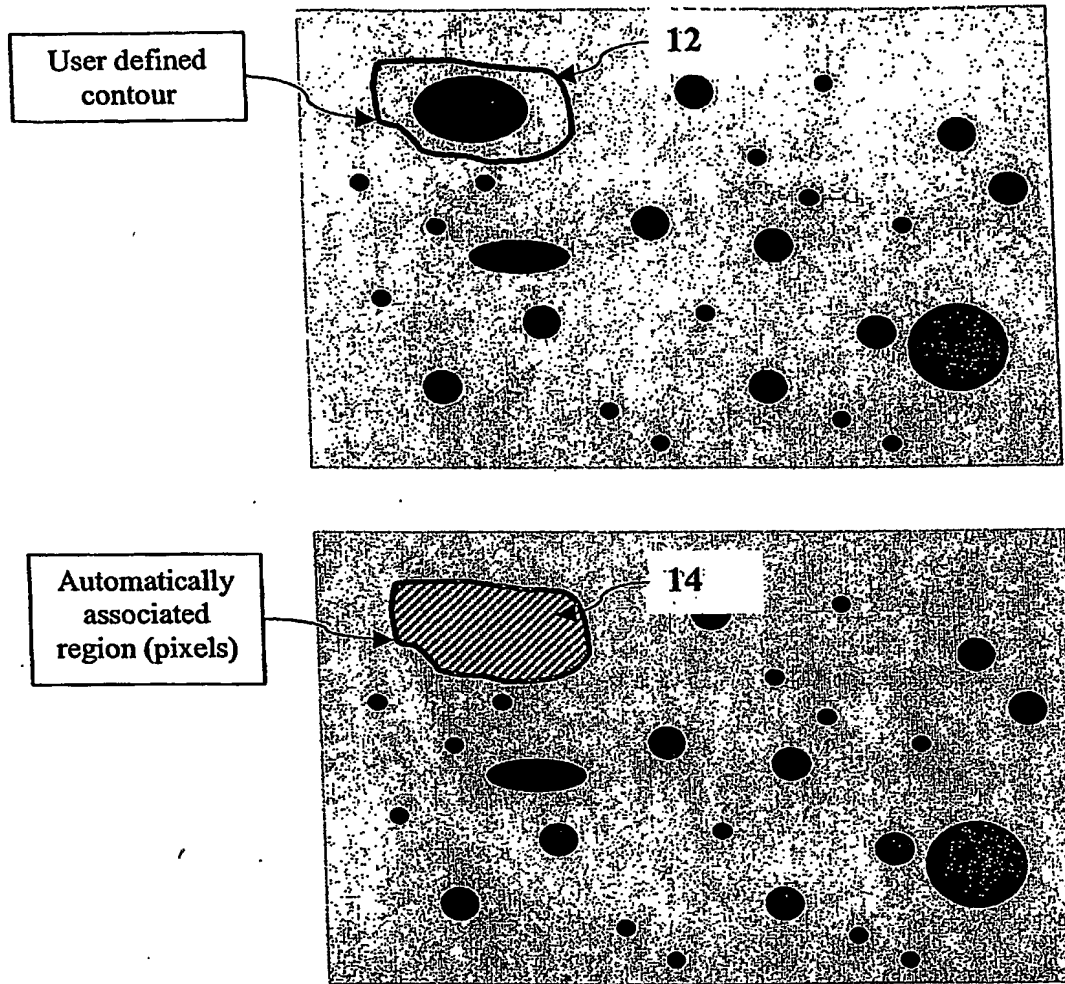 User defined
contour
12
Automatically
associated
region (pixels)
14